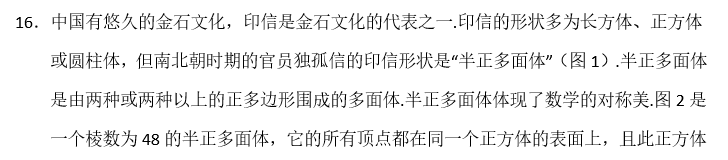 16．中国有悠久的金石文化，印信是金石文化的代表之一.印信的形状多为长方体、正方体
或圆柱体，但南北朝时期的官员独孤信的印信形状是“半正多面体”（图 1）.半正多面体
是由两种或两种以上的正多边形围成的多面体.半正多面体体现了数学的对称美.图 2 是
一个棱数为 48 的半正多面体，它的所有顶点都在同一个正方体的表面上，且此正方体